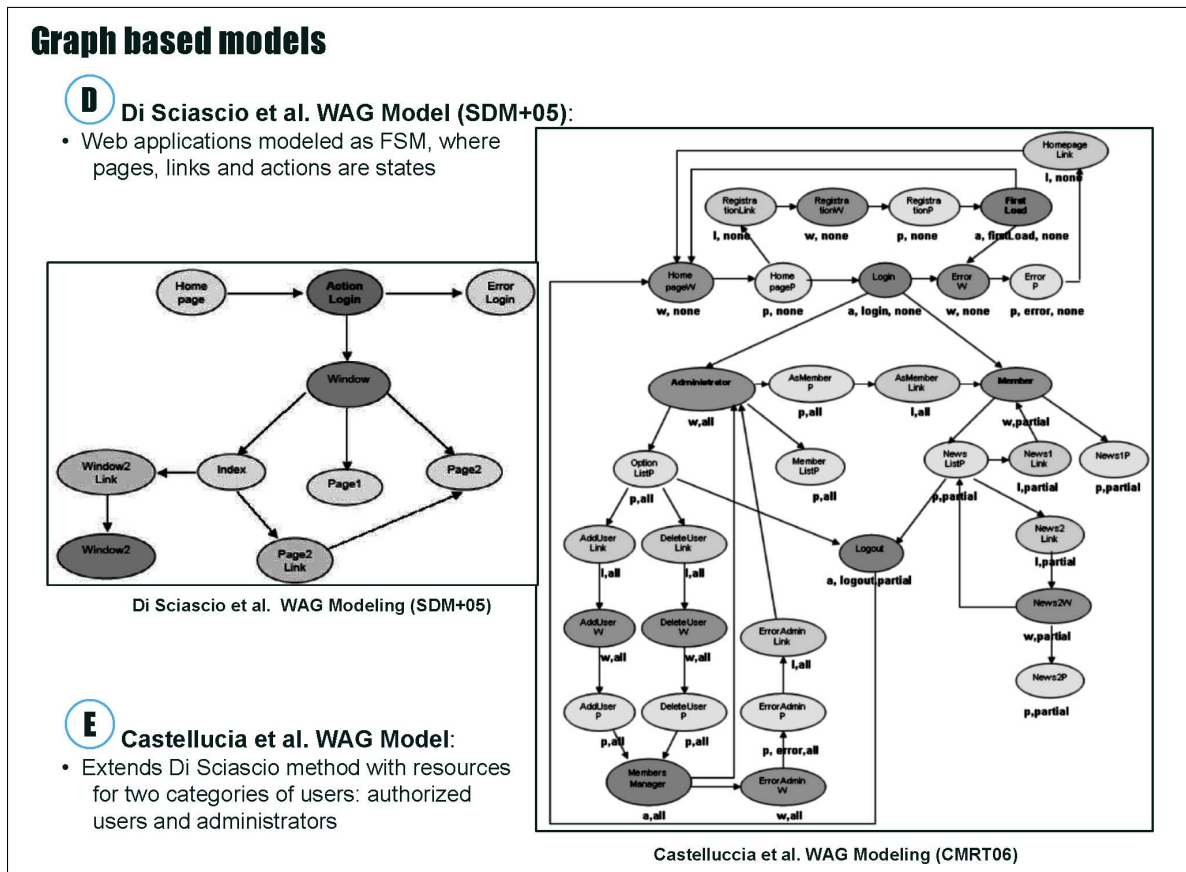 Graph based models
D
Di Sciascio et al. WAG Model (SDM+05):
• Web applications modeled as FSM, where
pages, links and actions are states
Home
page
Action
Login
Error
Login
Window
Window2
Link
Index
Page1
Page2
Window2
Page2
Link
Di Sciascio et al. WAG Modeling (SDM+05)
E
Castellucia et al. WAG Model:
• Extends Di Sciascio method with resources
for two categories of users: authorized
users and administrators
Homepage
Link
l, none
Registra
tionLink
l, none
Registra
tionW
w, none
Registra
tionP
p, none
First
Load
a, firstLoad, none
Home
pageW
w, none
Home
pageP
p, none
Login
a, login, none
Error
W
w, none
Error
P
p, error, none
Administrator
w,all
AsMember
P
p,all
AsMember
Link
l,all
Member
w,partial
Option
ListP
p,all
Member
ListP
p,all
News
ListP
p,partial
News1
Link
l,partial
News1P
p,partial
AddUser
Link
l,all
DeleteUser
Link
l,all
Logout
a, logout,partial
News2
Link
l,partial
AddUser
W
w,all
DeleteUser
W
w,all
ErrorAdmin
Link
l,all
News2W
w,partial
AddUser
P
p,all
DeleteUser
P
p,all
ErrorAdmin
P
p, error,all
News2P
p,partial
Members
Manager
a,all
ErrorAdmin
W
w,all
Castelluccia et al. WAG Modeling (CMRT06)